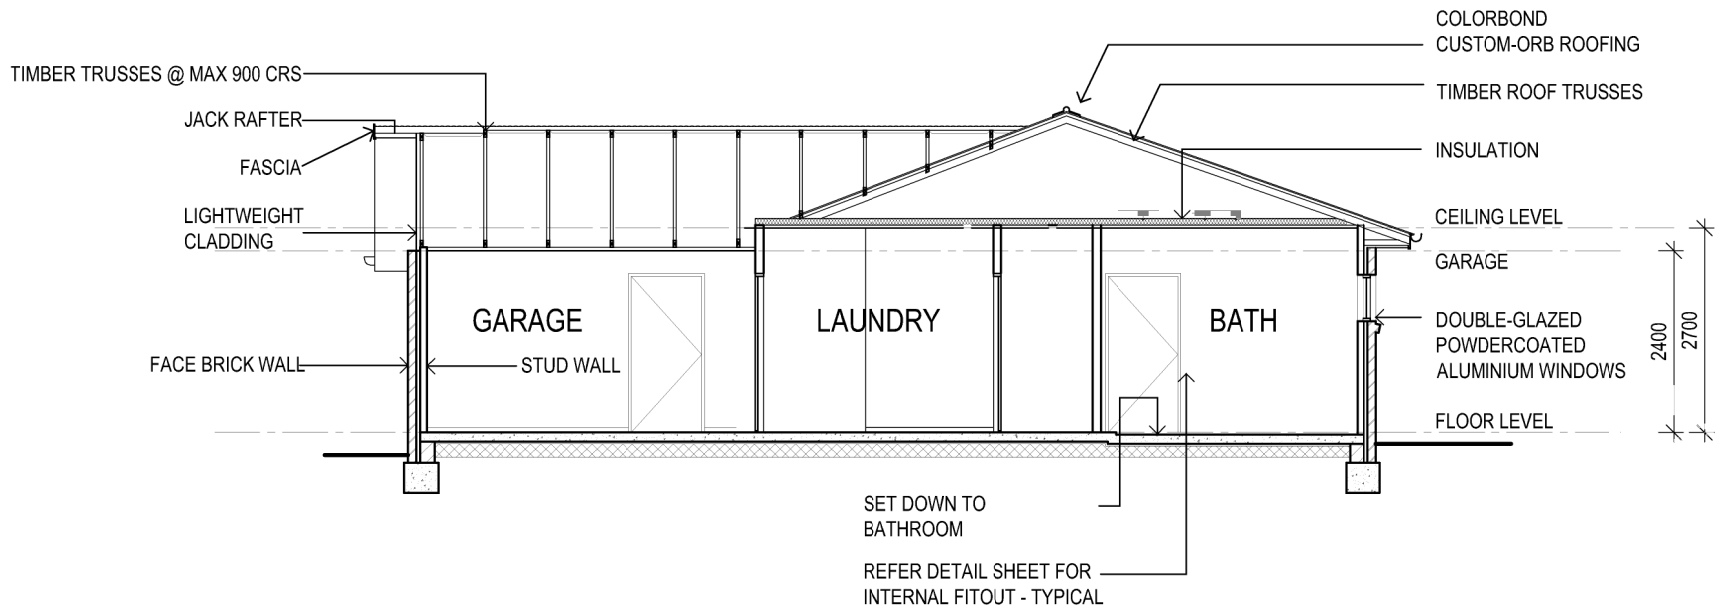 COLORBOND
CUSTOM-ORB ROOFING
TIMBER TRUSSES @ MAX 900 CRS
TIMBER ROOF TRUSSES
JACK RAFTER
FASCIA
INSULATION
LIGHTWEIGHT
CLADDING
CEILING LEVEL
GARAGE
GARAGE
LAUNDRY
BATH
DOUBLE-GLAZED
POWDERCOATED
ALUMINIUM WINDOWS
2400
2700
FACE BRICK WALL
STUD WALL
FLOOR LEVEL
SET DOWN TO
BATHROOM
REFER DETAIL SHEET FOR
INTERNAL FITOUT - TYPICAL